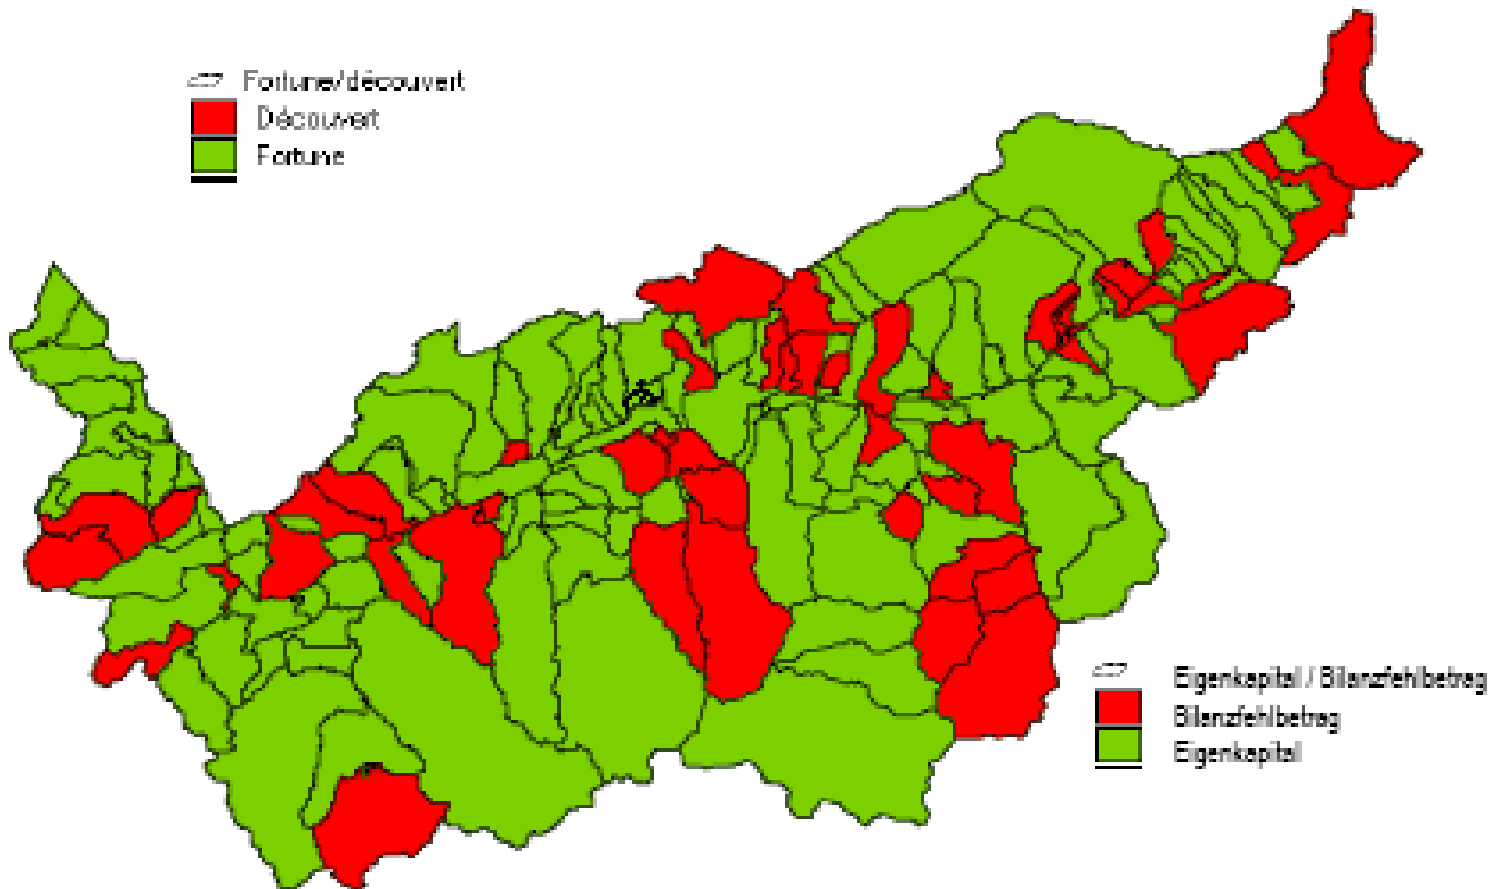 Fortune/découvert
Découvert
Fortune
Eigenkapital / Bilanzfehlbetrag
Bilanzfehlbetrag
Eigenkapital